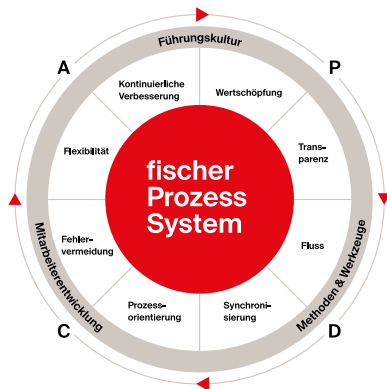 Führungskultur
A
P
Kontinuierliche
Verbesserung
Wertschöpfung
Flexibilität
Trans-
parenz
fischer
Prozess
System
Fehler-
vermeidung
Fluss
Prozess-
orientierung
Synchroni-
sierung
Mitarbeiterentwicklung
Methoden & Werkzeuge
C
D